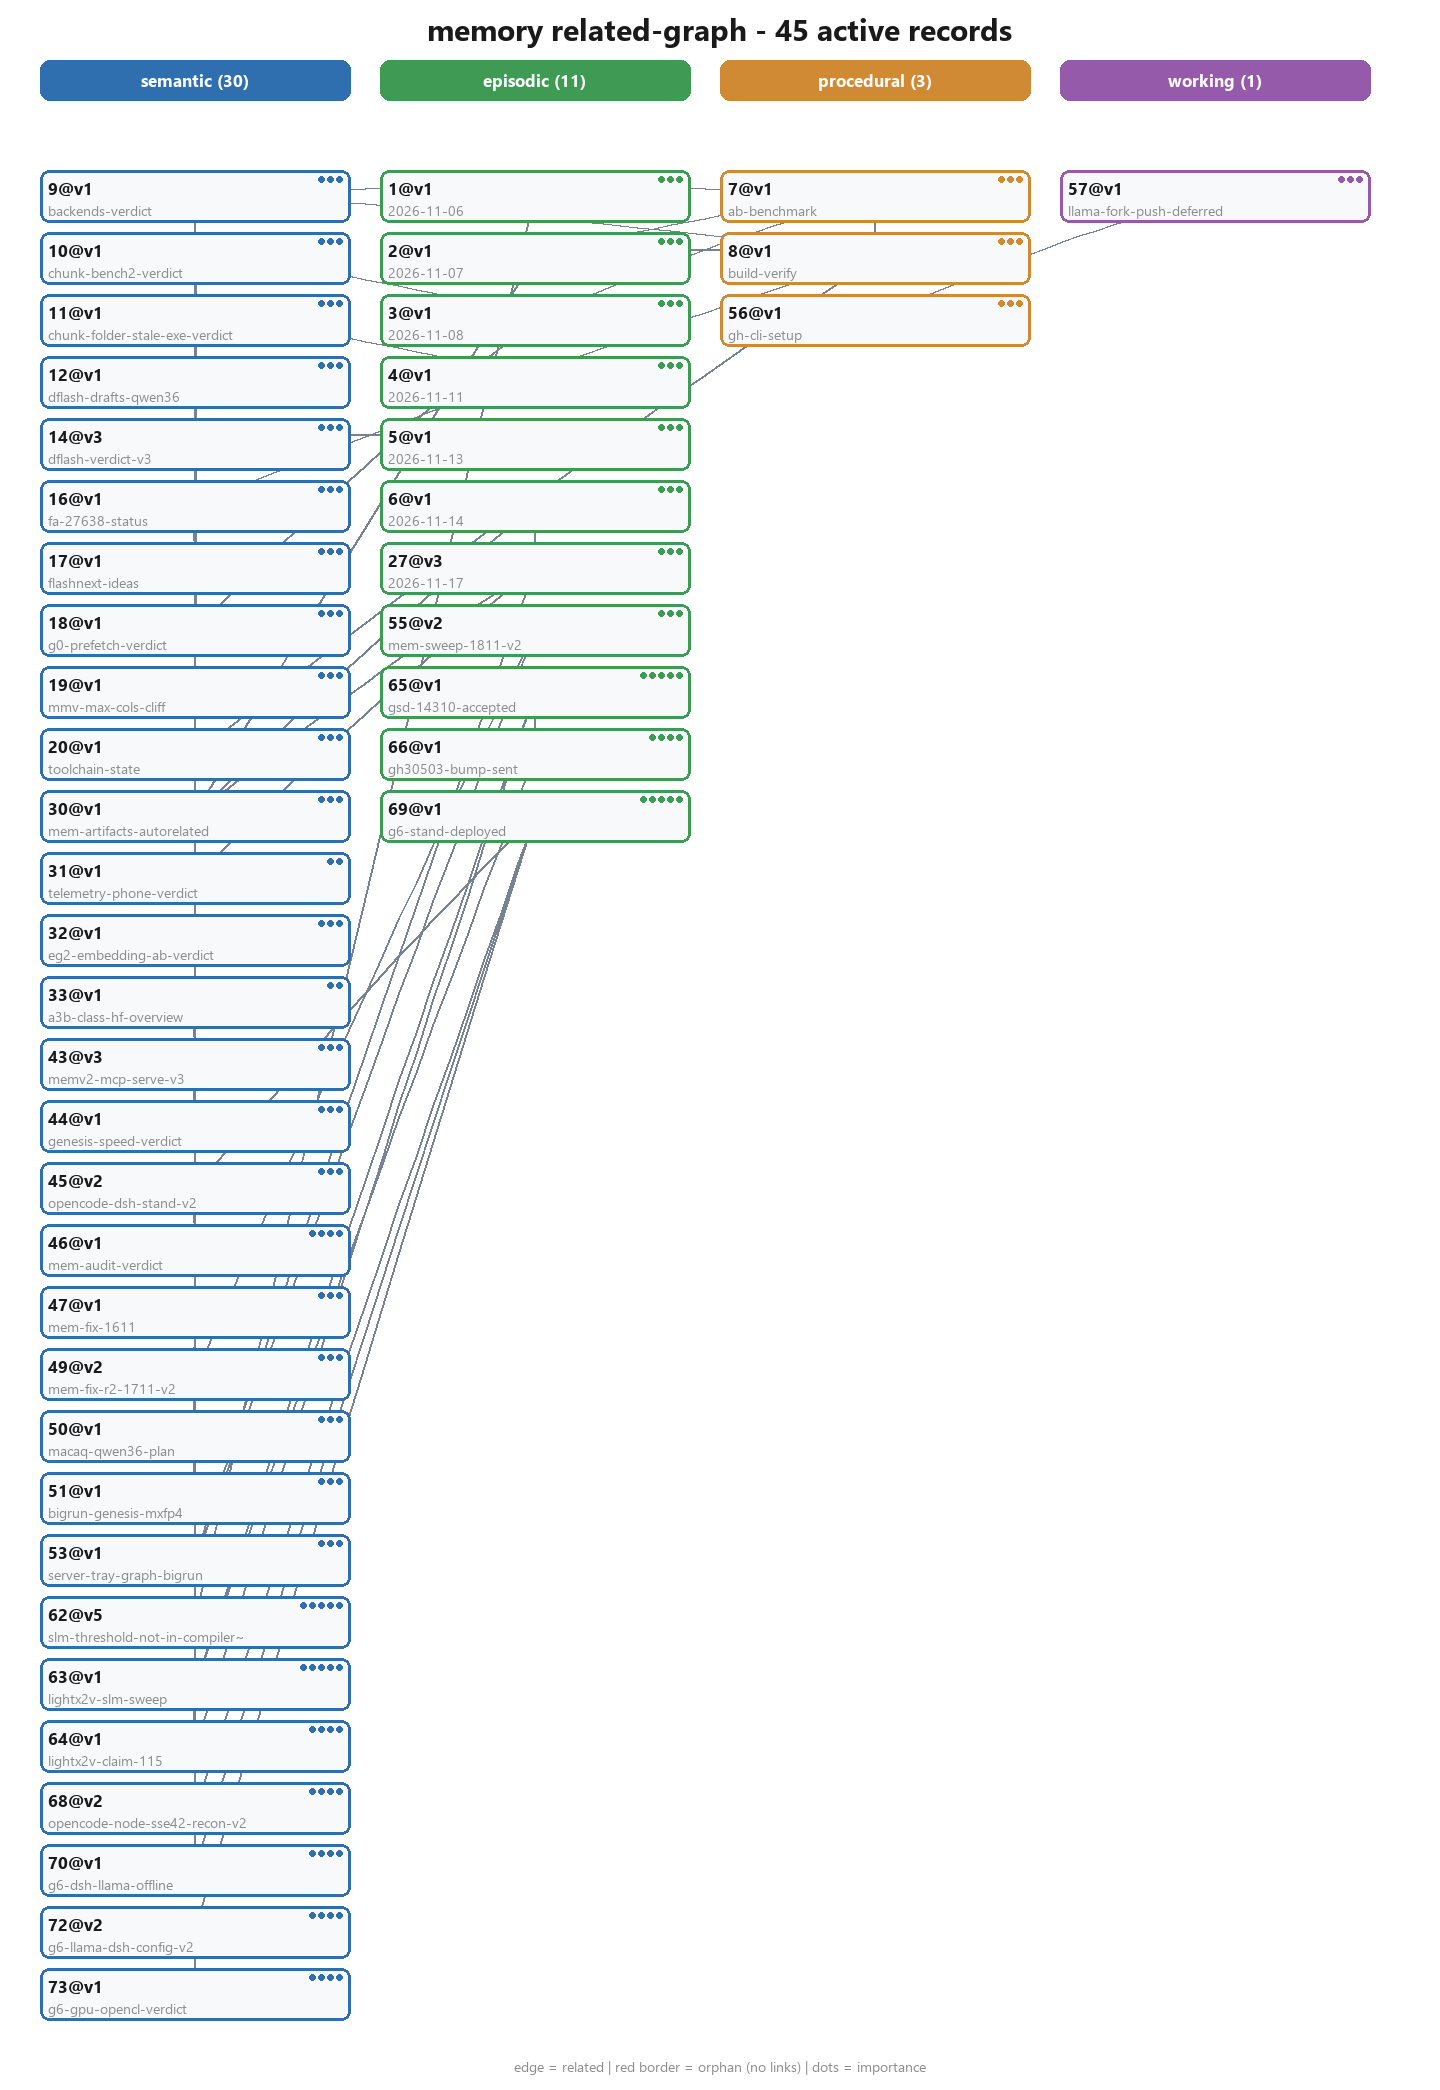 memory related-graph - 45 active records
semantic (30)
episodic (11)
procedural (3)
working (1)
9@v1
backends-verdict
10@v1
chunk-bench2-verdict
11@v1
chunk-folder-stale-exe-verdict
12@v1
dflash-drafts-qwen36
14@v3
dflash-verdict-v3
16@v1
fa-27638-status
17@v1
flashnext-ideas
18@v1
g0-prefetch-verdict
19@v1
mmv-max-cols-cliff
20@v1
toolchain-state
30@v1
mem-artifacts-autorelated
31@v1
telemetry-phone-verdict
32@v1
eg2-embedding-ab-verdict
33@v1
a3b-class-hf-overview
43@v3
memv2-mcp-serve-v3
44@v1
genesis-speed-verdict
45@v2
opencode-dsh-stand-v2
46@v1
mem-audit-verdict
47@v1
mem-fix-1611
49@v2
mem-fix-r2-1711-v2
50@v1
macaq-qwen36-plan
51@v1
bigrun-genesis-mxfp4
53@v1
server-tray-graph-bigrun
62@v5
slm-threshold-not-in-compiler~
63@v1
lightx2v-slm-sweep
64@v1
lightx2v-claim-115
68@v2
opencode-node-sse42-recon-v2
70@v1
g6-dsh-llama-offline
72@v2
g6-llama-dsh-config-v2
73@v1
g6-gpu-opencl-verdict
1@v1
2026-11-06
2@v1
2026-11-07
3@v1
2026-11-08
4@v1
2026-11-11
5@v1
2026-11-13
6@v1
2026-11-14
27@v3
2026-11-17
55@v2
mem-sweep-1811-v2
65@v1
gsd-14310-accepted
66@v1
gh30503-bump-sent
69@v1
g6-stand-deployed
7@v1
ab-benchmark
8@v1
build-verify
56@v1
gh-cli-setup
57@v1
llama-fork-push-deferred
edge = related | red border = orphan (no links) | dots = importance